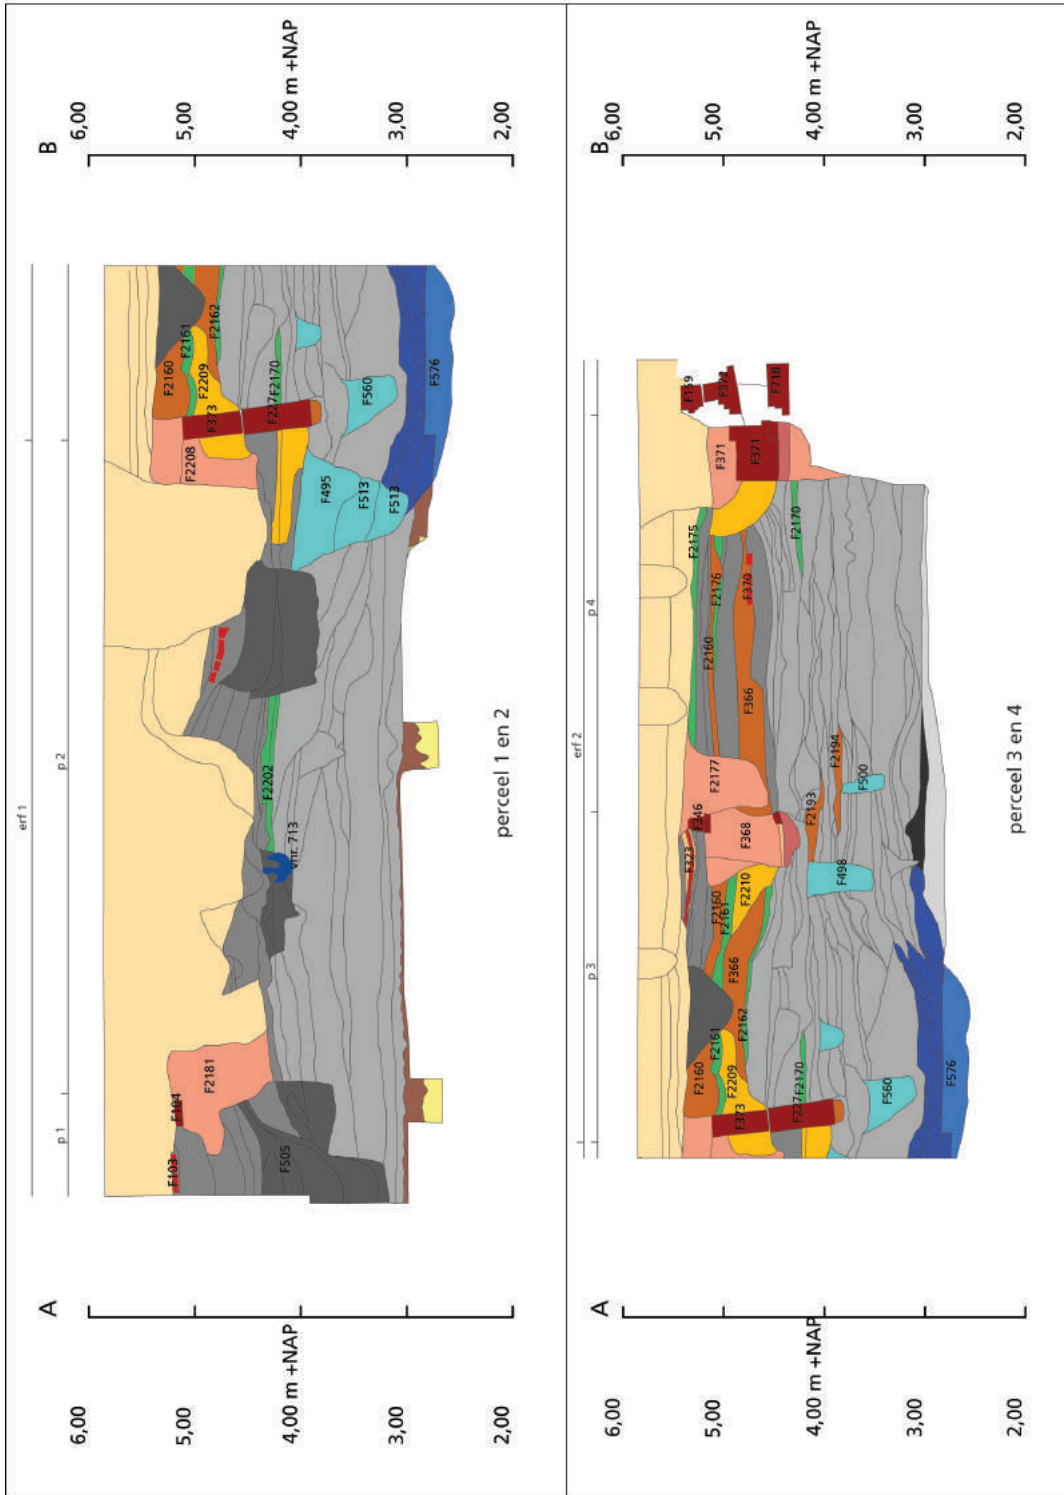 A
6,00
5,00
4,00 m +NAP
3,00
2,00
erf 1
p 1
p 2
F103
F104
F2181
F505
vnr. 713
F2202
F2208
F373
F2160
F2161
F2209
F2162
F227
F2170
F495
F513
F513
F560
F576
B
6,00
5,00
4,00 m +NAP
3,00
2,00
perceel 1 en 2
A
6,00
5,00
4,00 m +NAP
3,00
2,00
erf 2
p 3
p 4
F2160
F2161
F2209
F373
F2162
F227
F2170
F560
F576
F323
F346
F2160
F2161
F366
F2210
F368
F2177
F498
F2193
F2194
F500
F2175
F2176
F2160
F366
F370
F2170
F371
F371
F159
F372
F718
B
6,00
5,00
4,00 m +NAP
3,00
2,00
perceel 3 en 4